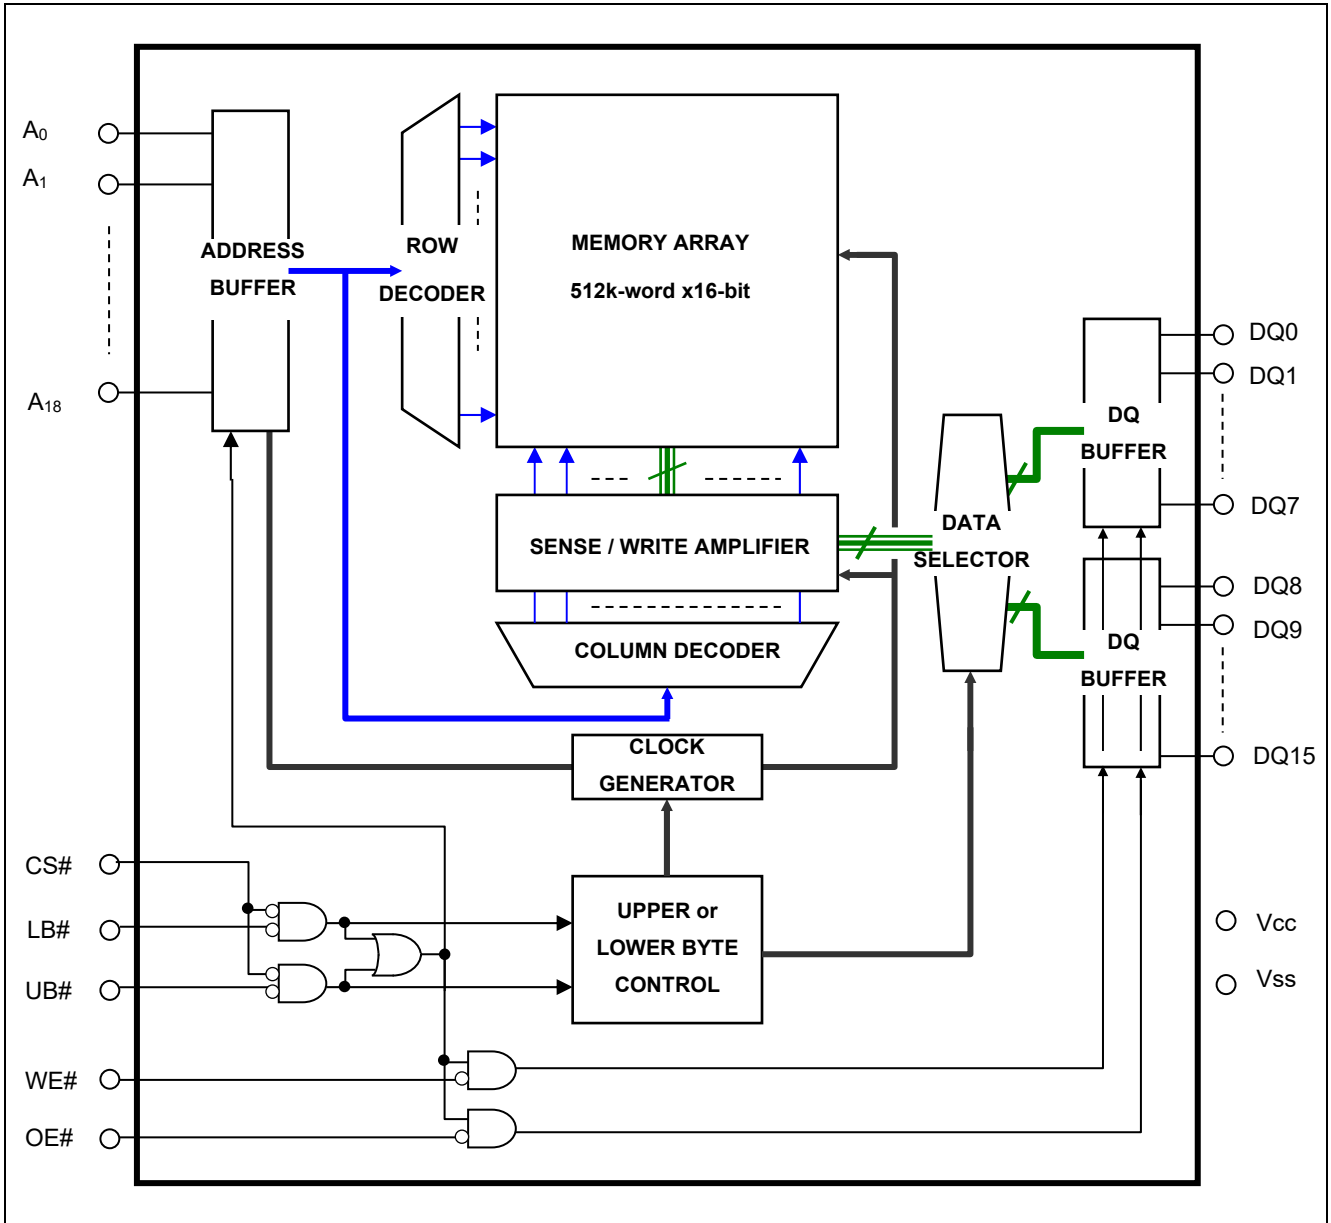 A0
A1
A18
ADDRESS
BUFFER
ROW
DECODER
MEMORY ARRAY
512k-word x16-bit
SENSE / WRITE AMPLIFIER
COLUMN DECODER
CLOCK
GENERATOR
DATA
SELECTOR
DQ
BUFFER
DQ
BUFFER
DQ0
DQ1
DQ7
DQ8
DQ9
DQ15
CS#
LB#
UB#
WE#
OE#
UPPER or
LOWER BYTE
CONTROL
Vcc
Vss